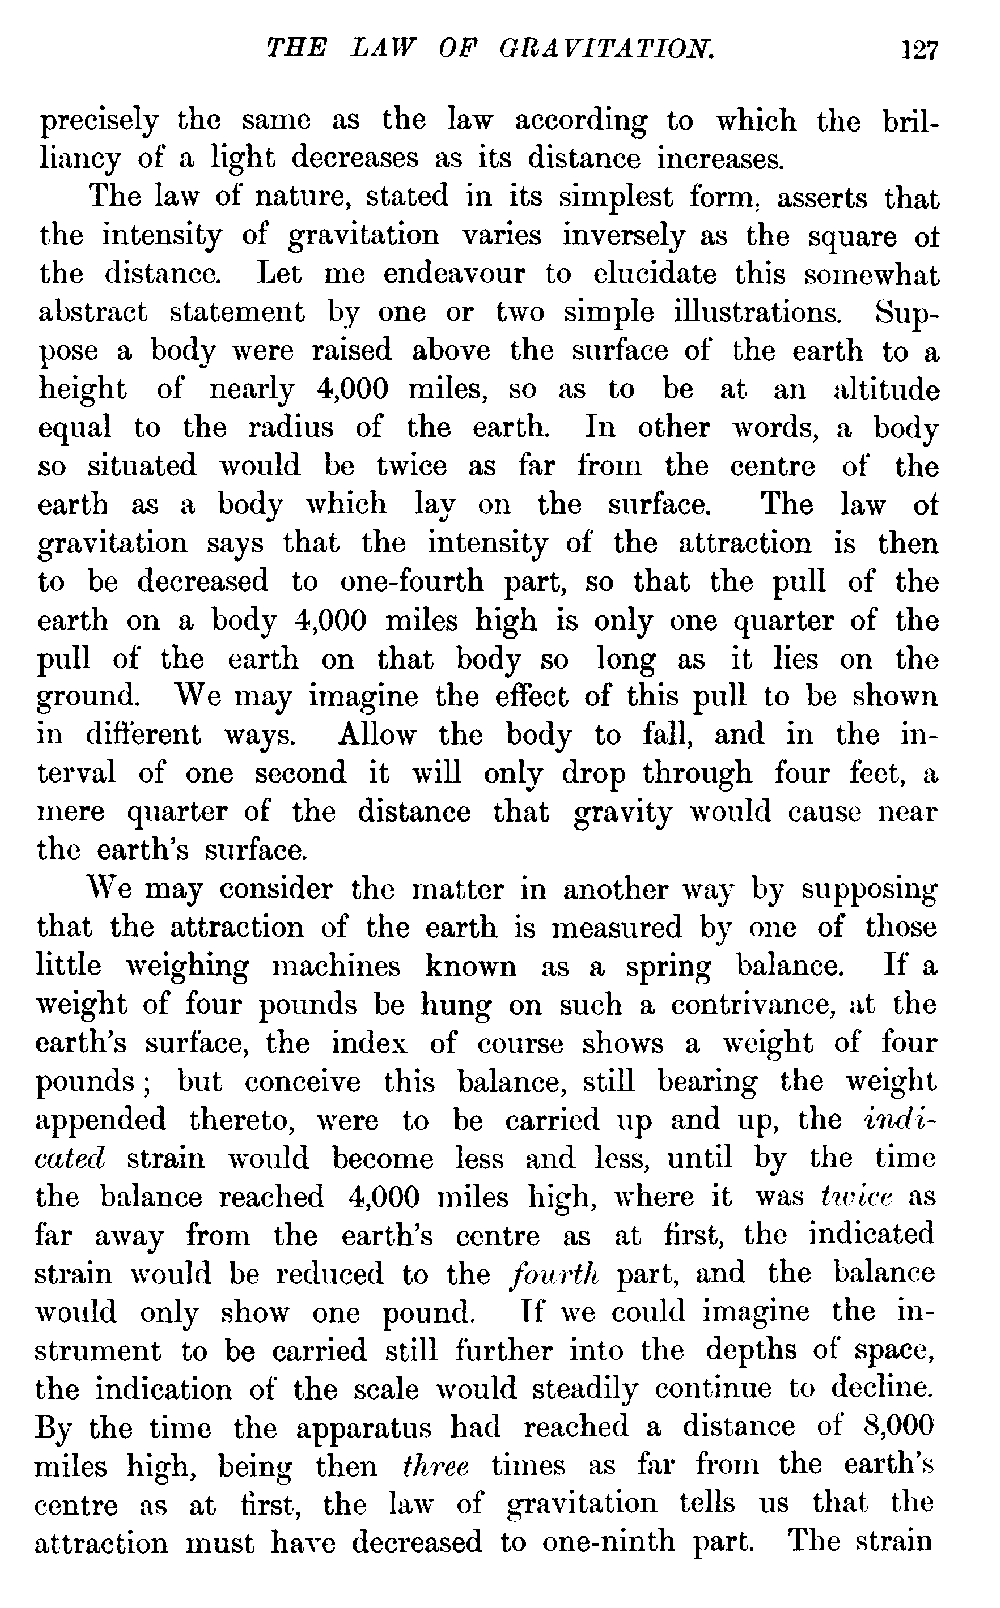 THE LAW OF GRAVITATION. 127
precisely the same as the law according to which the bril-
liancy of a light decreases as its distance increases.
The law of nature, stated in its simplest form, asserts that
the intensity of gravitation varies inversely as the square of
the distance. Let me endeavour to elucidate this somewhat
abstract statement by one or two simple illustrations. Sup-
pose a body were raised above the surface of the earth to a
height of nearly 4,000 miles, so as to be at an altitude
equal to the radius of the earth. In other words, a body
so situated would be twice as far from the centre of the
earth as a body which lay on the surface. The law of
gravitation says that the intensity of the attraction is then
to be decreased to one-fourth part, so that the pull of the
earth on a body 4,000 miles high is only one quarter of the
pull of the earth on that body so long as it lies on the
ground. We may imagine the effect of this pull to be shown
in different ways. Allow the body to fall, and in the in-
terval of one second it will only drop through four feet, a
mere quarter of the distance that gravity would cause near
the earth's surface.
We may consider the matter in another way by supposing
that the attraction of the earth is measured by one of those
little weighing machines known as a spring balance. If a
weight of four pounds be hung on such a contrivance, at the
earth's surface, the index of course shows a weight of four
pounds; but conceive this balance, still bearing the weight
appended thereto, were to be carried up and up, the indi-
cated strain would become less and less, until by the time
the balance reached 4,000 miles high, where it was twice as
far away from the earth's centre as at first, the indicated
strain would be reduced to the fourth part, and the balance
would only show one pound. If we could imagine the in-
strument to be carried still further into the depths of space,
the indication of the scale would steadily continue to decline.
By the time the apparatus had reached a distance of 8,000
miles high, being then three times as far from the earth's
centre as at first, the law of gravitation tells us that the
attraction must have decreased to one-ninth part. The strain